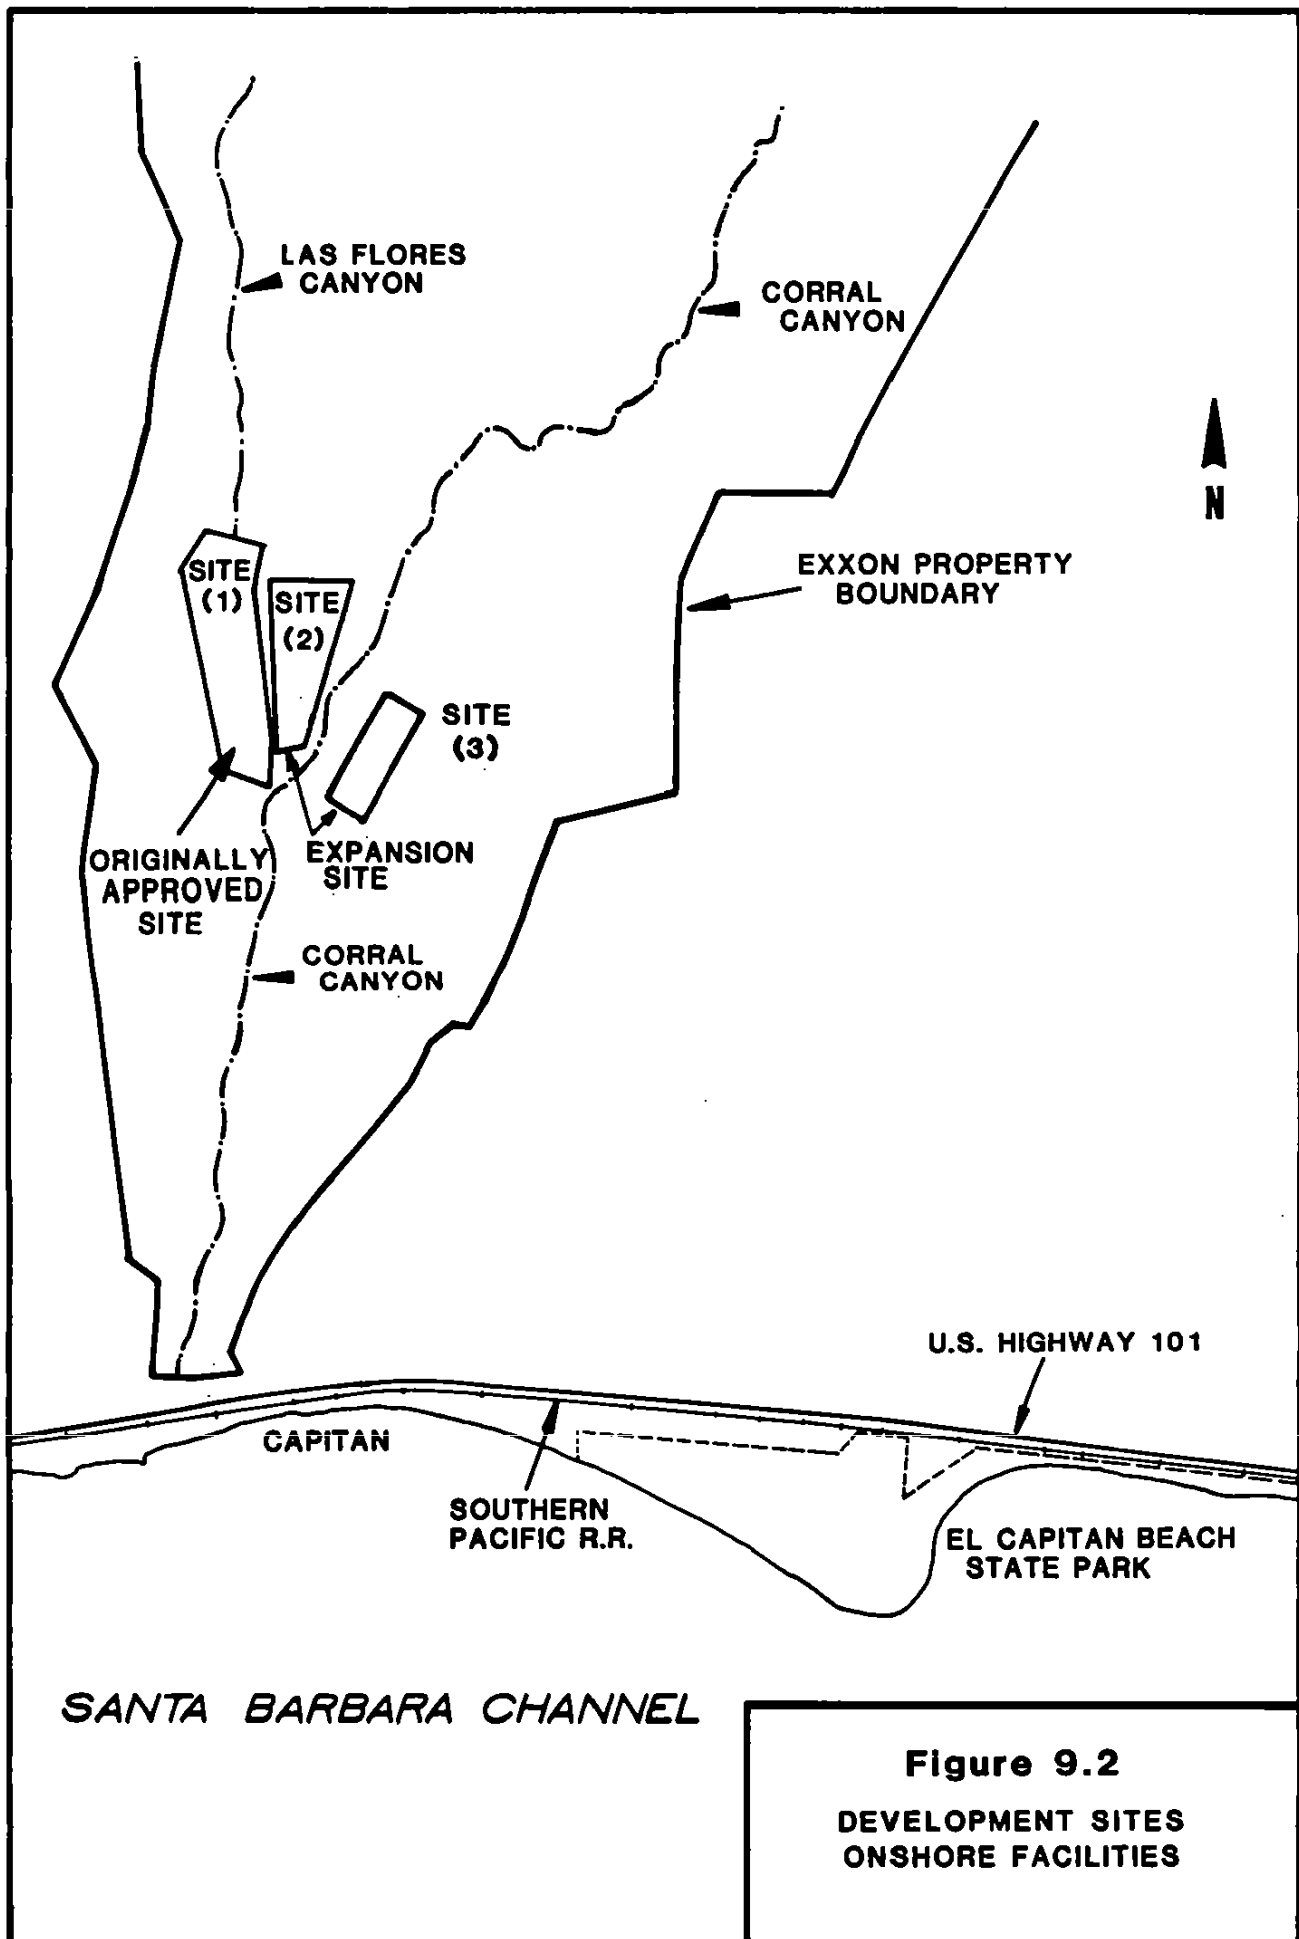 LAS FLORES
CANYON
CORRAL
CANYON
N
EXXON PROPERTY
BOUNDARY
SITE
(1)
SITE
(2)
SITE
(3)
ORIGINALLY
APPROVED
SITE
EXPANSION
SITE
CORRAL
CANYON
U.S. HIGHWAY 101
CAPITAN
SOUTHERN
PACIFIC R.R.
EL CAPITAN BEACH
STATE PARK
SANTA BARBARA CHANNEL
Figure 9.2
DEVELOPMENT SITES
ONSHORE FACILITIES